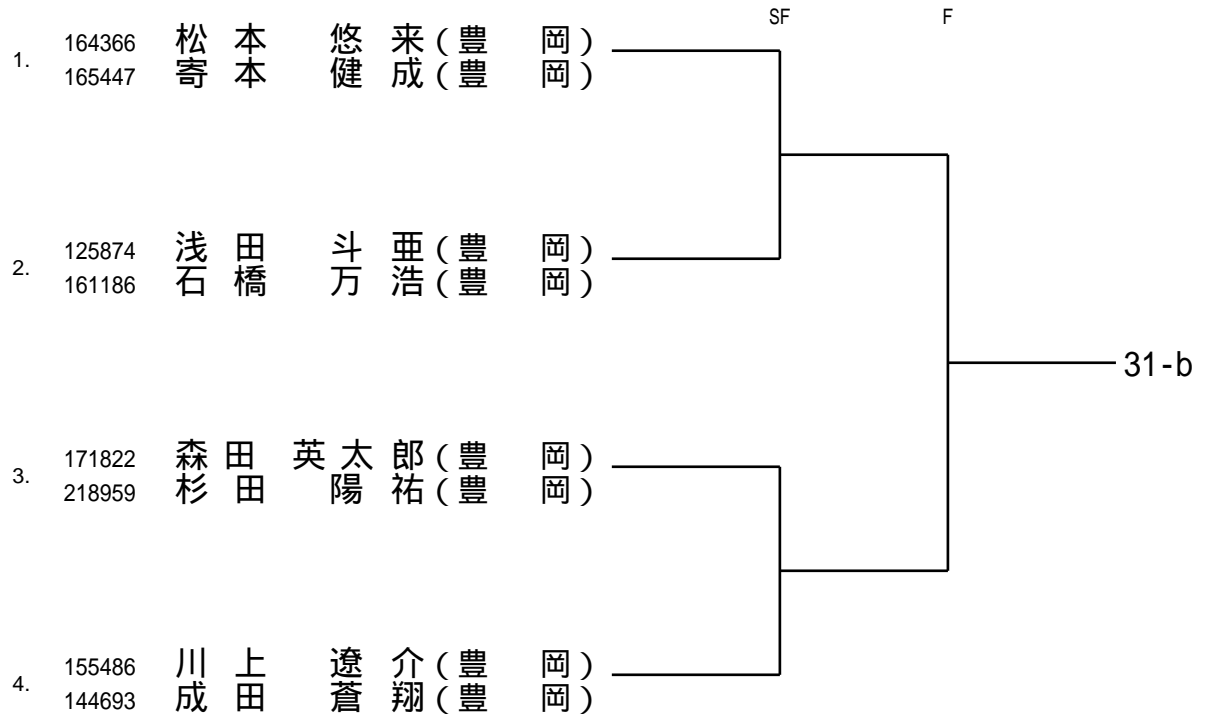 SF F
1. 164366 松本 悠来(豊 岡)
165447 寄本 健成(豊 岡)
2. 125874 浅田 斗亜(豊 岡)
161186 石橋 万浩(豊 岡)
31-b
3. 171822 森田 英太郎(豊 岡)
218959 杉田 陽祐(豊 岡)
4. 155486 川上 遼介(豊 岡)
144693 成田 蒼翔(豊 岡)